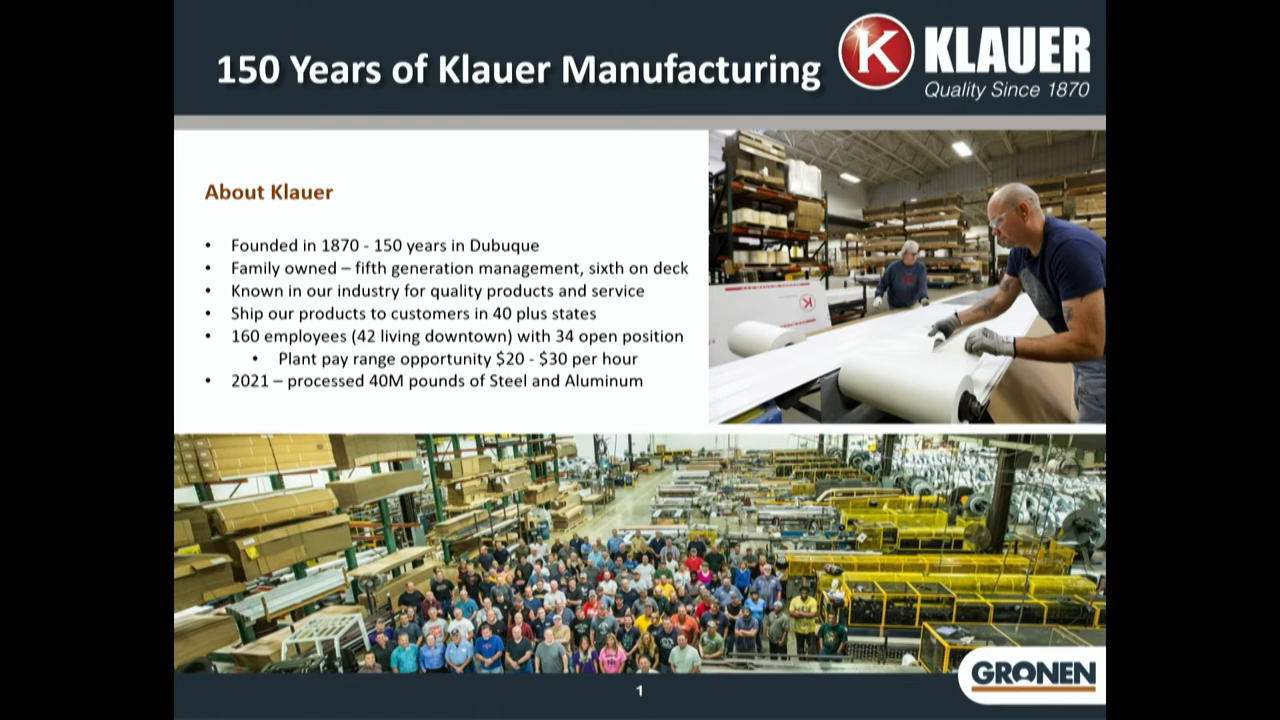 150 Years of Klauer Manufacturing
K
KLAUER
Quality Since 1870
About Klauer
• Founded in 1870 - 150 years in Dubuque
• Family owned – fifth generation management, sixth on deck
• Known in our industry for quality products and service
• Ship our products to customers in 40 plus states
• 160 employees (42 living downtown) with 34 open position
• Plant pay range opportunity $20 - $30 per hour
• 2021 – processed 40M pounds of Steel and Aluminum
K
GRONEN
1